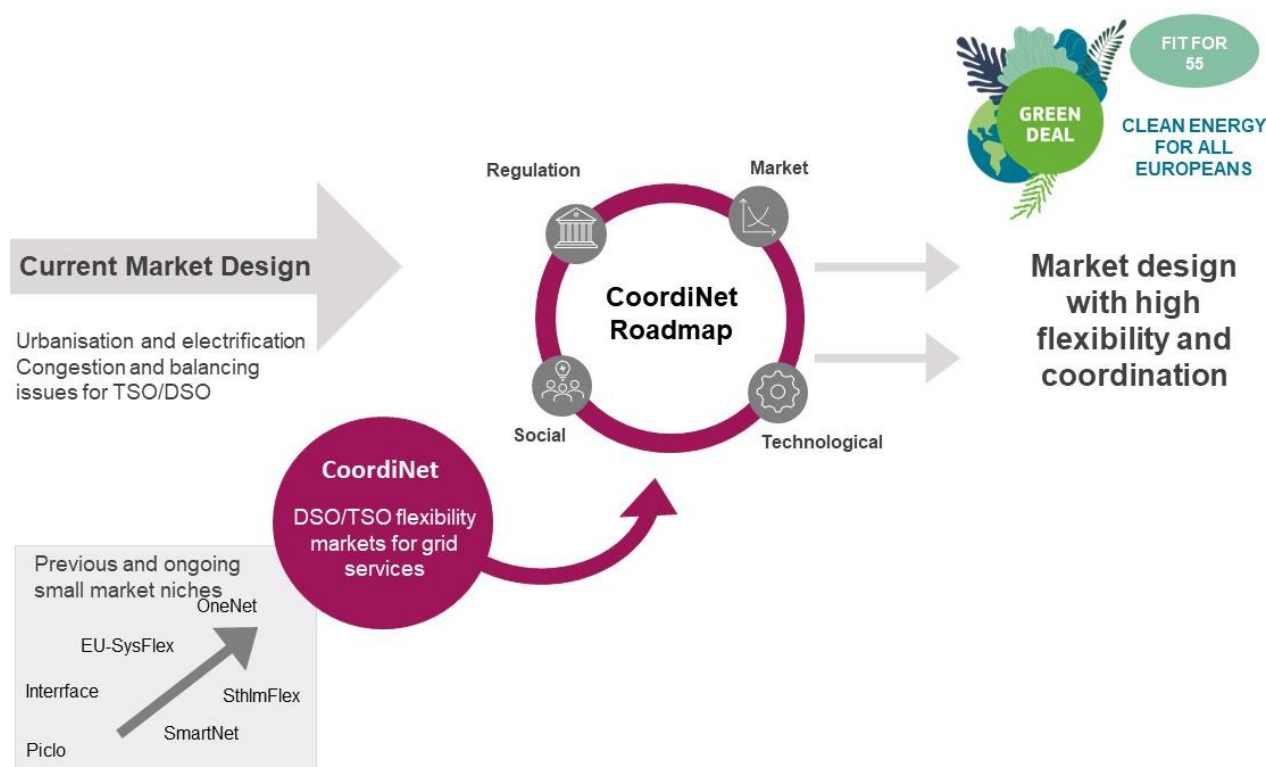 Current Market Design
Urbanisation and electrification
Congestion and balancing
issues for TSO/DSO
CoordiNet
DSO/TSO flexibility
markets for grid
services
Previous and ongoing
small market niches
OneNet
EU-SysFlex
Interrface
SthlmFlex
SmartNet
Piclo
Regulation
Market
CoordiNet
Roadmap
Social
Technological
GREEN
DEAL
FIT FOR
55
CLEAN ENERGY
FOR ALL
EUROPEANS
Market design
with high
flexibility and
coordination